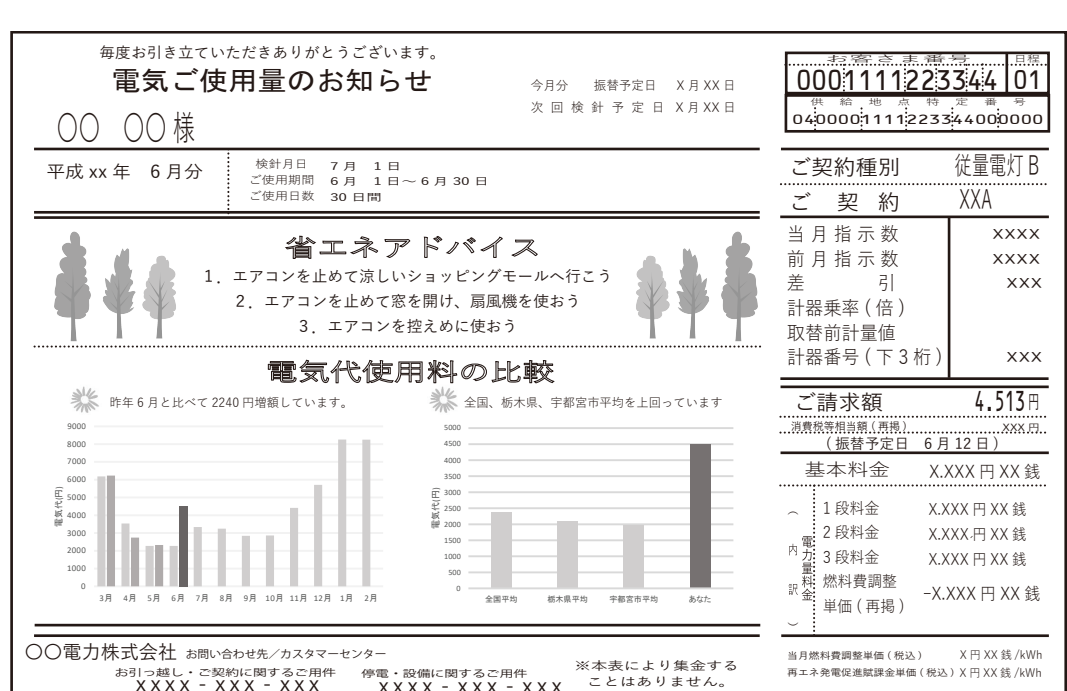 毎度お引き立ていただきありがとうございます。
電気ご使用量のお知らせ
今月分 振替予定日 X月XX日
次回検針予定日 X月XX日
〇〇 〇〇様
お客さま番号 日程
00011112233344 01
供給地点特定番号
0400001111223344000000
平成xx年 6月分
検針月日 7月 1日
ご使用期間 6月 1日～6月30日
ご使用日数 30日間
ご契約種別 従量電灯B
ご契約 XXA
当月指示数 xxxx
前月指示数 xxxx
差引 xxx
計器乗率(倍)
取替前計量値
計器番号(下3桁) xxx
省エネアドバイス
1．エアコンを止めて涼しいショッピングモールへ行こう
2．エアコンを止めて窓を開け、扇風機を使おう
3．エアコンを控えめに使おう
電気代使用料の比較
昨年6月と比べて2240円増額しています。
電気代(円)
9000
8000
7000
6000
5000
4000
3000
2000
1000
0
3月 4月 5月 6月 7月 8月 9月 10月 11月 12月 1月 2月
全国、栃木県、宇都宮市平均を上回っています
電気代(円)
5000
4500
4000
3500
3000
2500
2000
1500
1000
500
0
全国平均 栃木県平均 宇都宮市平均 あなた
ご請求額 4.513円
消費税等相当額(再掲) xxx円
(振替予定日 6月12日)
基本料金 X.XXX円XX銭
(内訳)
電力量料金
1段料金 X.XXX円XX銭
2段料金 X.XXX円XX銭
3段料金 X.XXX円XX銭
燃料費調整
単価(再掲) -X.XXX円XX銭
当月燃料費調整単価(税込) X円XX銭/kWh
再エネ発電促進賦課金単価(税込)X円XX銭/kWh
〇〇電力株式会社 お問い合わせ先／カスタマーセンター
お引っ越し・ご契約に関するご用件
XXXX - XXX - XXX
停電・設備に関するご用件
XXXX - XXX - XXX
※本表により集金する
ことはありません。